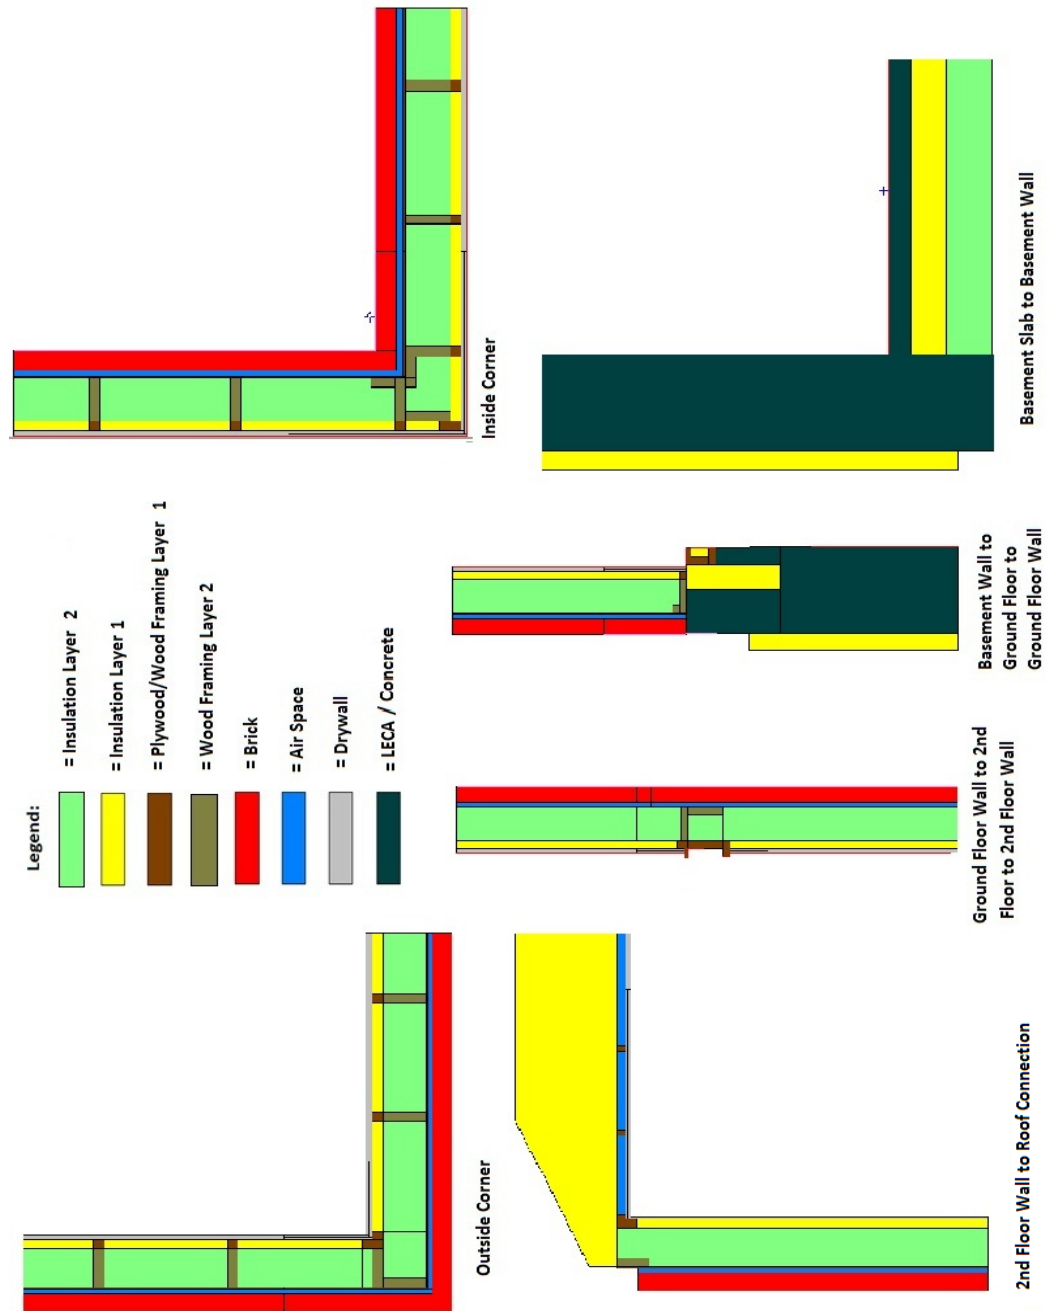 Inside Corner
Basement Slab to Basement Wall
Legend:
= Insulation Layer 2
= Insulation Layer 1
= Plywood/Wood Framing Layer 1
= Wood Framing Layer 2
= Brick
= Air Space
= Drywall
= LECA / Concrete
Basement Wall to
Ground Floor to
Ground Floor Wall
Ground Floor Wall to 2nd
Floor to 2nd Floor Wall
Outside Corner
2nd Floor Wall to Roof Connection